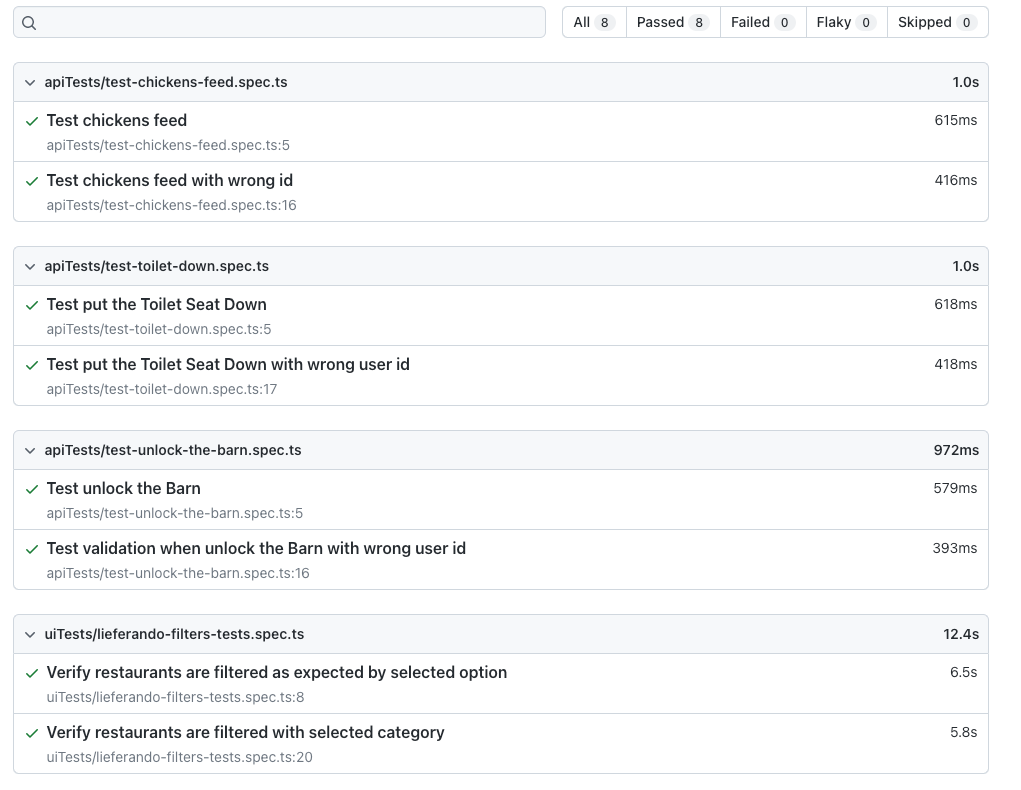 All 8 Passed 8 Failed 0 Flaky 0 Skipped 0
apiTests/test-chickens-feed.spec.ts 1.0s
Test chickens feed 615ms
apiTests/test-chickens-feed.spec.ts:5
Test chickens feed with wrong id 416ms
apiTests/test-chickens-feed.spec.ts:16
apiTests/test-toilet-down.spec.ts 1.0s
Test put the Toilet Seat Down 618ms
apiTests/test-toilet-down.spec.ts:5
Test put the Toilet Seat Down with wrong user id 418ms
apiTests/test-toilet-down.spec.ts:17
apiTests/test-unlock-the-barn.spec.ts 972ms
Test unlock the Barn 579ms
apiTests/test-unlock-the-barn.spec.ts:5
Test validation when unlock the Barn with wrong user id 393ms
apiTests/test-unlock-the-barn.spec.ts:16
uiTests/lieferando-filters-tests.spec.ts 12.4s
Verify restaurants are filtered as expected by selected option 6.5s
uiTests/lieferando-filters-tests.spec.ts:8
Verify restaurants are filtered with selected category 5.8s
uiTests/lieferando-filters-tests.spec.ts:20